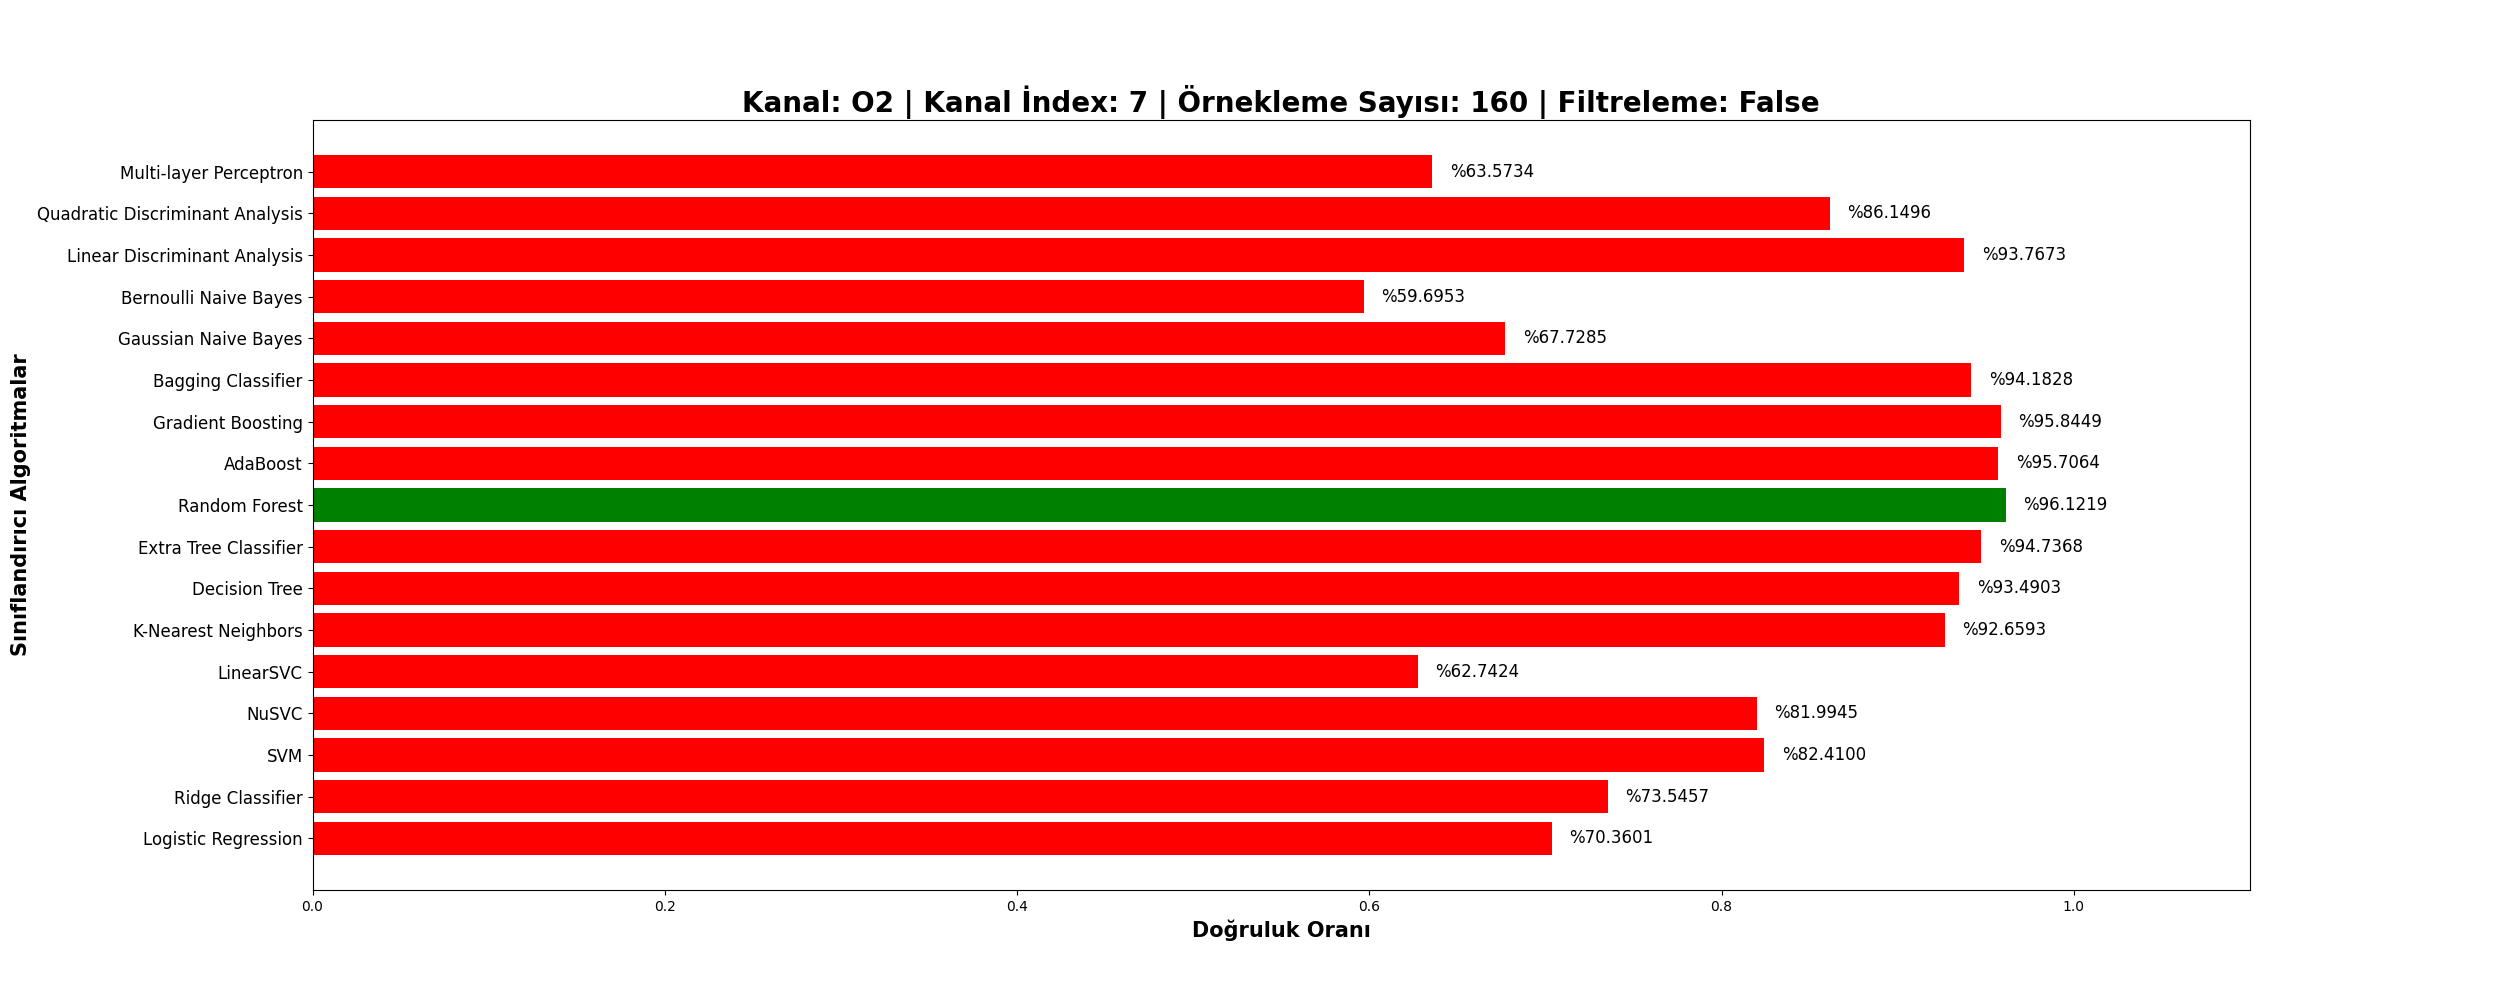 Kanal: O2 | Kanal İndex: 7 | Örnekleme Sayısı: 160 | Filtreleme: False
Sınıflandırıcı Algoritmalar
Multi-layer Perceptron %63.5734
Quadratic Discriminant Analysis %86.1496
Linear Discriminant Analysis %93.7673
Bernoulli Naive Bayes %59.6953
Gaussian Naive Bayes %67.7285
Bagging Classifier %94.1828
Gradient Boosting %95.8449
AdaBoost %95.7064
Random Forest %96.1219
Extra Tree Classifier %94.7368
Decision Tree %93.4903
K-Nearest Neighbors %92.6593
LinearSVC %62.7424
NuSVC %81.9945
SVM %82.4100
Ridge Classifier %73.5457
Logistic Regression %70.3601
0.0 0.2 0.4 0.6 0.8 1.0
Doğruluk Oranı